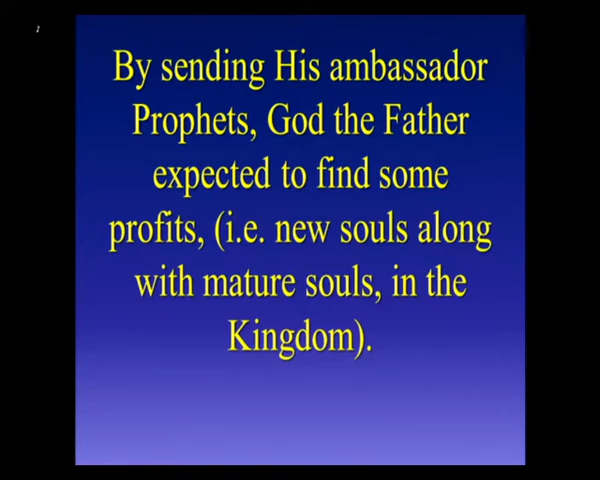 By sending His ambassador
Prophets, God the Father
expected to find some
profits, (i.e. new souls along
with mature souls, in the
Kingdom).